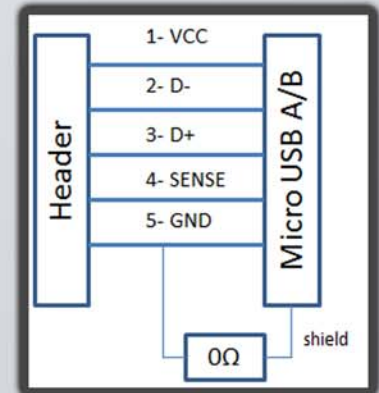 1- VCC
2- D-
3- D+
4- SENSE
5- GND
Header
Micro USB A/B
shield
0Ω